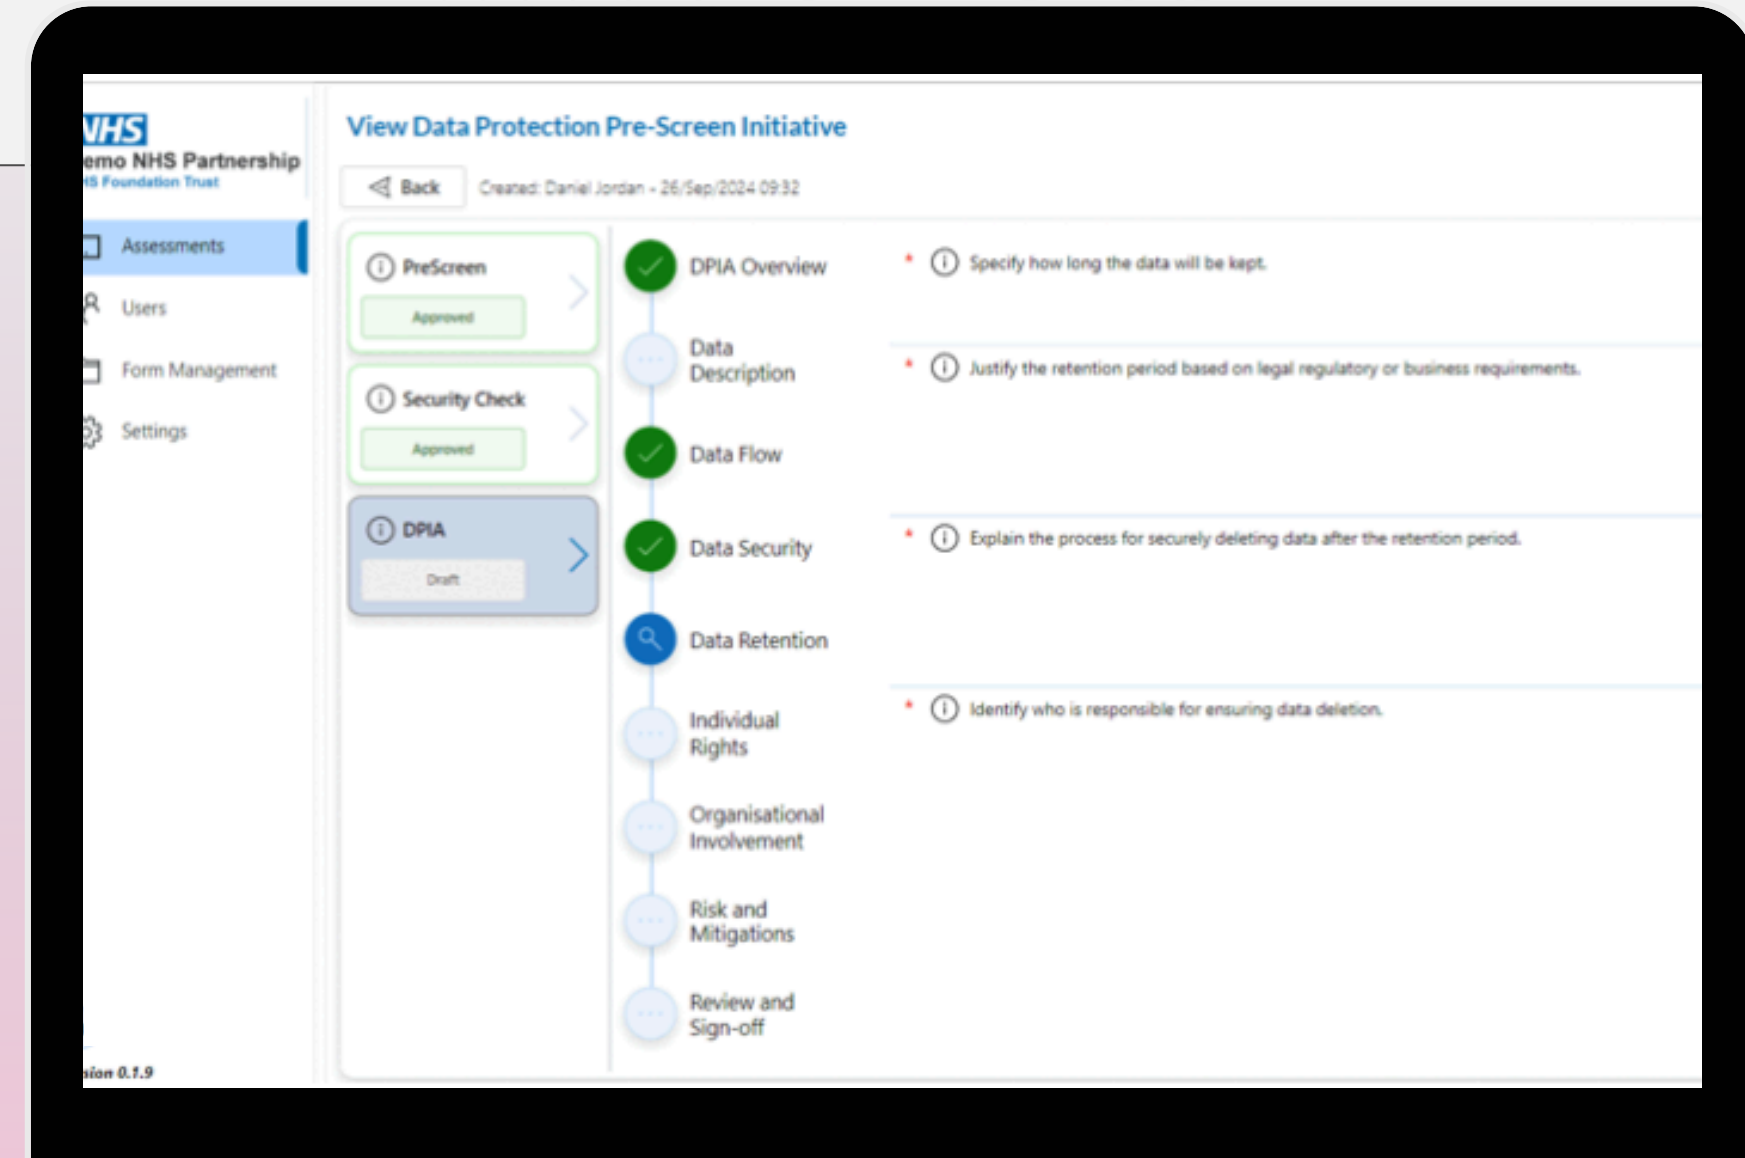 NHS
emo NHS Partnership
HS Foundation Trust
Assessments
Users
Form Management
Settings
sion 0.1.9
View Data Protection Pre-Screen Initiative
Back
Created: Daniel Jordan - 26/Sep/2024 09:32
PreScreen
Approved
Security Check
Approved
DPIA
Draft
DPIA Overview
Data
Description
Data Flow
Data Security
Data Retention
Individual
Rights
Organisational
Involvement
Risk and
Mitigations
Review and
Sign-off
* Specify how long the data will be kept.
* Justify the retention period based on legal regulatory or business requirements.
* Explain the process for securely deleting data after the retention period.
* Identify who is responsible for ensuring data deletion.